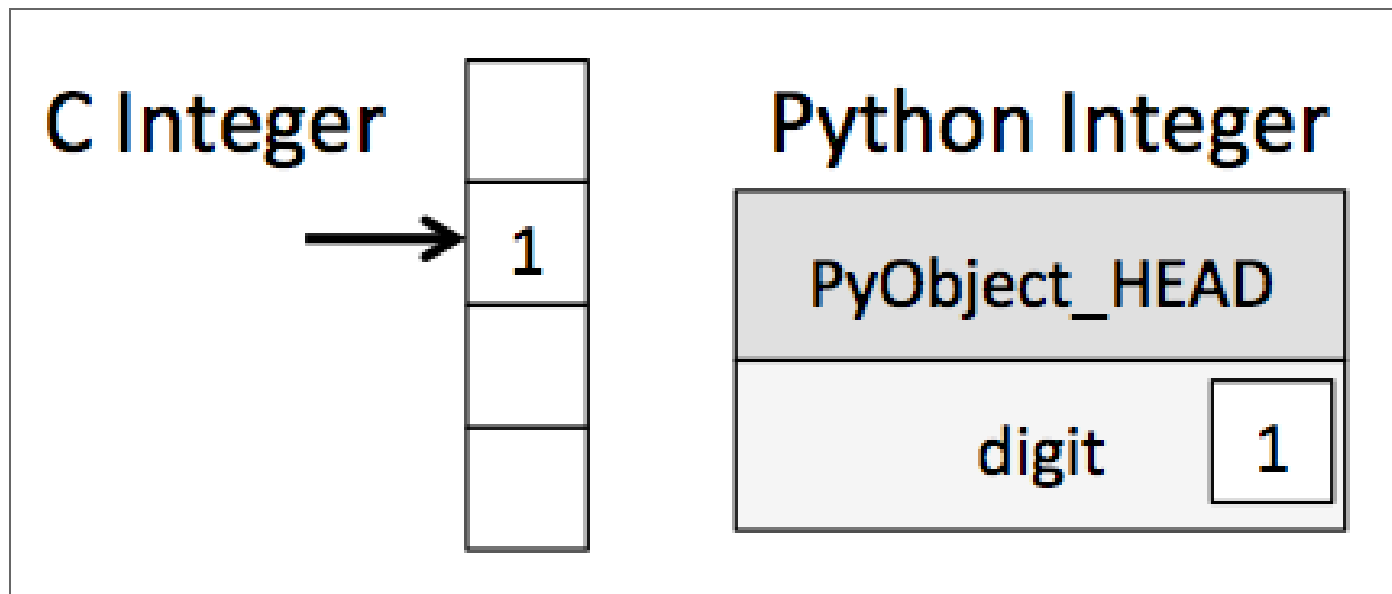 C Integer
1
Python Integer
PyObject_HEAD
digit
1